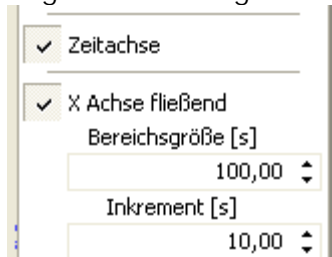 Zeitachse
X Achse fließend
Bereichsgröße [s]
100,00
Inkrement [s]
10,00